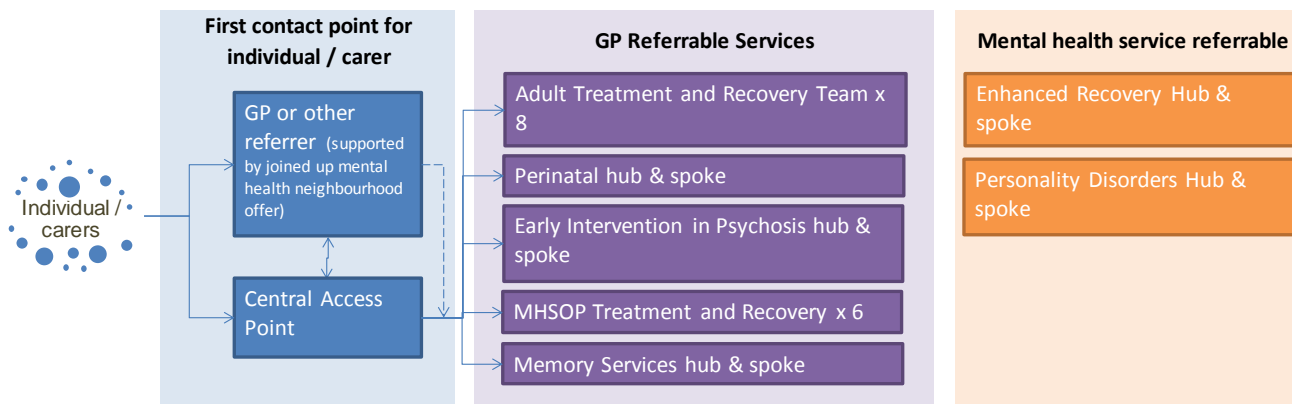 Individual /
carers
First contact point for
individual / carer
GP or other
referrer (supported
by joined up mental
health neighbourhood
offer)
Central Access
Point
GP Referrable Services
Adult Treatment and Recovery Team x
8
Perinatal hub & spoke
Early Intervention in Psychosis hub &
spoke
MHSOP Treatment and Recovery x 6
Memory Services hub & spoke
Mental health service referrable
Enhanced Recovery Hub &
spoke
Personality Disorders Hub &
spoke